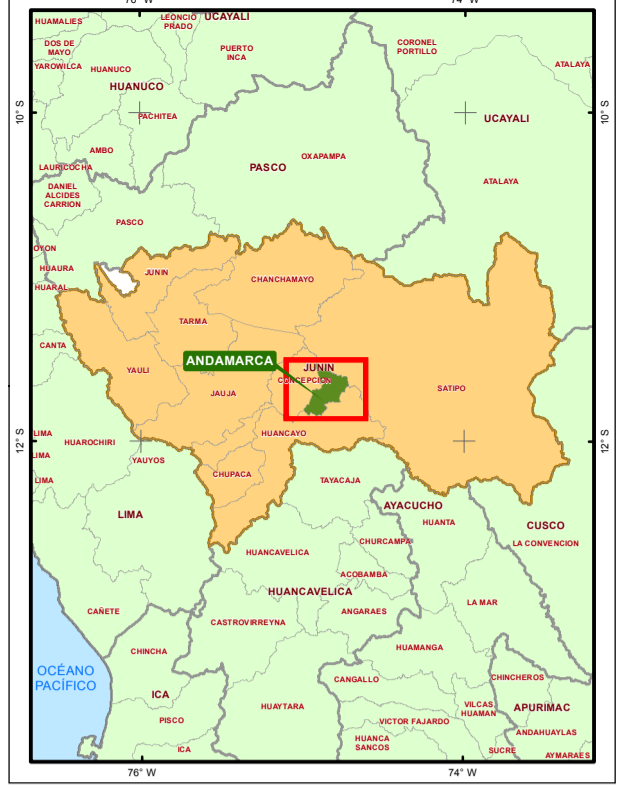 76° W
74° W
HUAMALIES
LEONCIO
PRADO
UCAYALI
DOS DE
MAYO
PUERTO
INCA
CORONEL
PORTILLO
YAROWILCA
HUANUCO
ATALAYA
HUANUCO
10° S
10° S
PACHITEA
UCAYALI
AMBO
OXAPAMPA
LAURICOCHA
PASCO
ATALAYA
DANIEL
ALCIDES
CARRION
PASCO
OYON
HUAURA
JUNIN
CHANCHAMAYO
HUARAL
TARMA
CANTA
ANDAMARCA
JUNIN
YAULI
CONCEPCION
JAUJA
SATIPO
LIMA
HUAROCHIRI
HUANCAYO
12° S
12° S
LIMA
YAUYOS
LIMA
CHUPACA
TAYACAJA
AYACUCHO
LIMA
HUANTA
CUSCO
CHURCAMPA
LA CONVENCION
HUANCAVELICA
ACOBAMBA
HUANCAVELICA
LA MAR
CAÑETE
ANGARAES
CASTROVIRREYNA
HUAMANGA
CHINCHA
OCÉANO
PACÍFICO
CANGALLO
CHINCHEROS
ICA
HUAYTARA
VILCAS
HUAMAN
APURIMAC
PISCO
VICTOR FAJARDO
ANDAHUAYLAS
HUANCA
SANCOS
ICA
SUCRE
AYMARAES
76° W
74° W